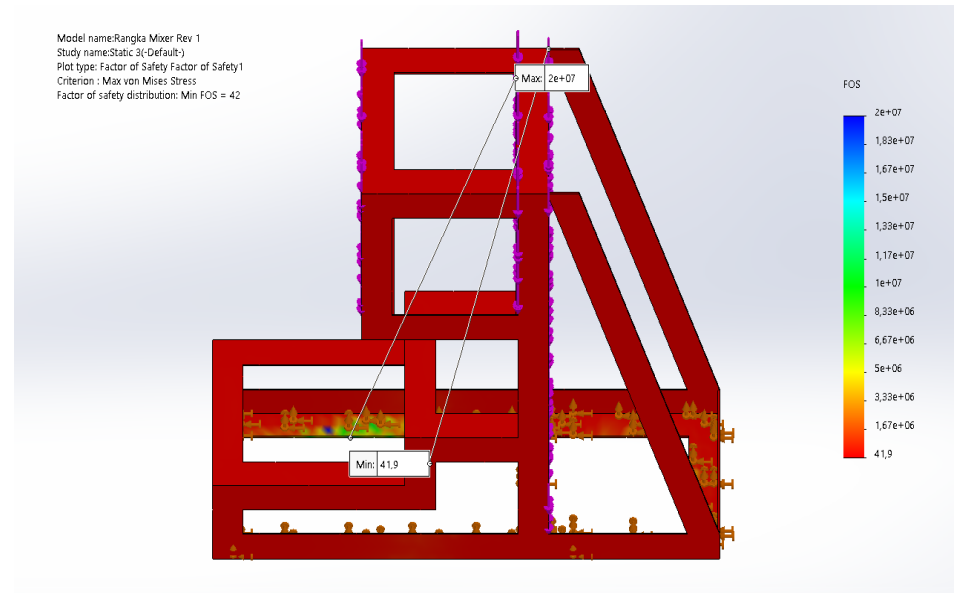 Model name:Rangka Mixer Rev 1
Study name:Static 3(-Default-)
Plot type: Factor of Safety Factor of Safety1
Criterion : Max von Mises Stress
Factor of safety distribution: Min FOS = 42
Max: 2e+07
Min: 41,9
FOS
2e+07
1,83e+07
1,67e+07
1,5e+07
1,33e+07
1,17e+07
1e+07
8,33e+06
6,67e+06
5e+06
3,33e+06
1,67e+06
41,9